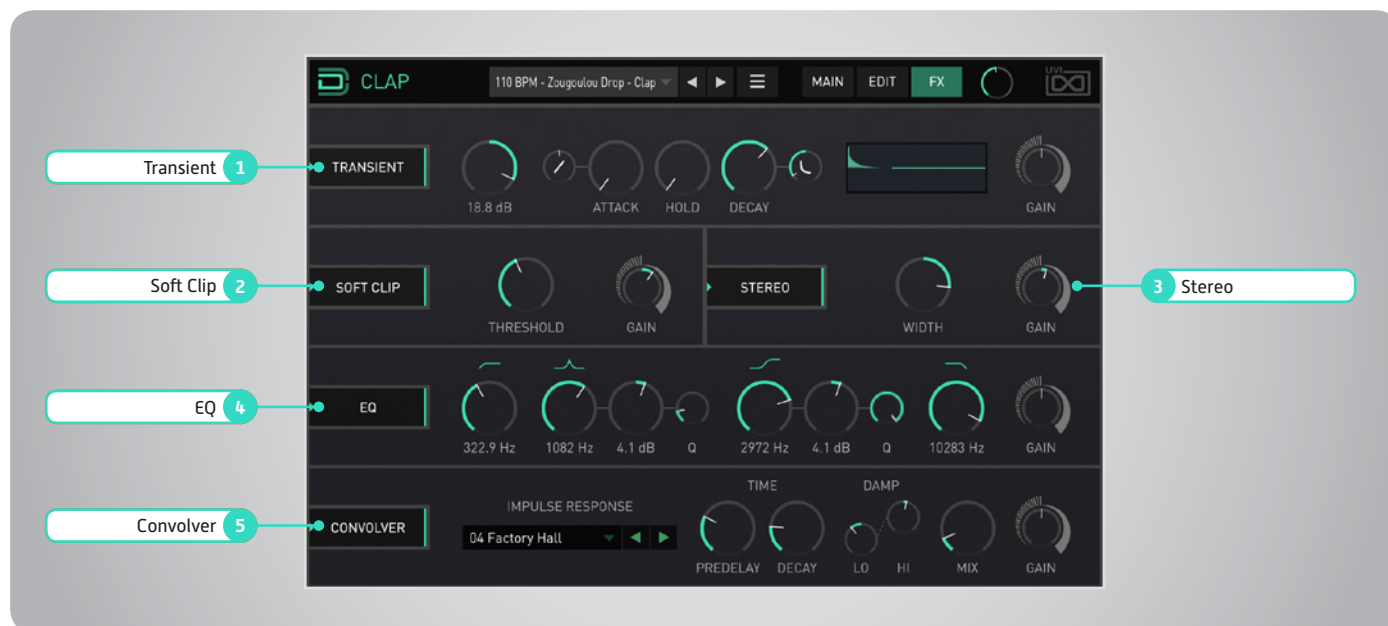 CLAP
110 BPM - Zougoulou Drop - Clap
MAIN EDIT FX
UVI
Transient 1
TRANSIENT
18.8 dB ATTACK HOLD DECAY GAIN
Soft Clip 2
SOFT CLIP
THRESHOLD GAIN
STEREO
WIDTH GAIN
3 Stereo
EQ 4
EQ
322.9 Hz 1082 Hz 4.1 dB Q 2972 Hz 4.1 dB Q 10283 Hz GAIN
Convolver 5
CONVOLVER
IMPULSE RESPONSE
04 Factory Hall
TIME DAMP
PREDELAY DECAY LO HI MIX GAIN